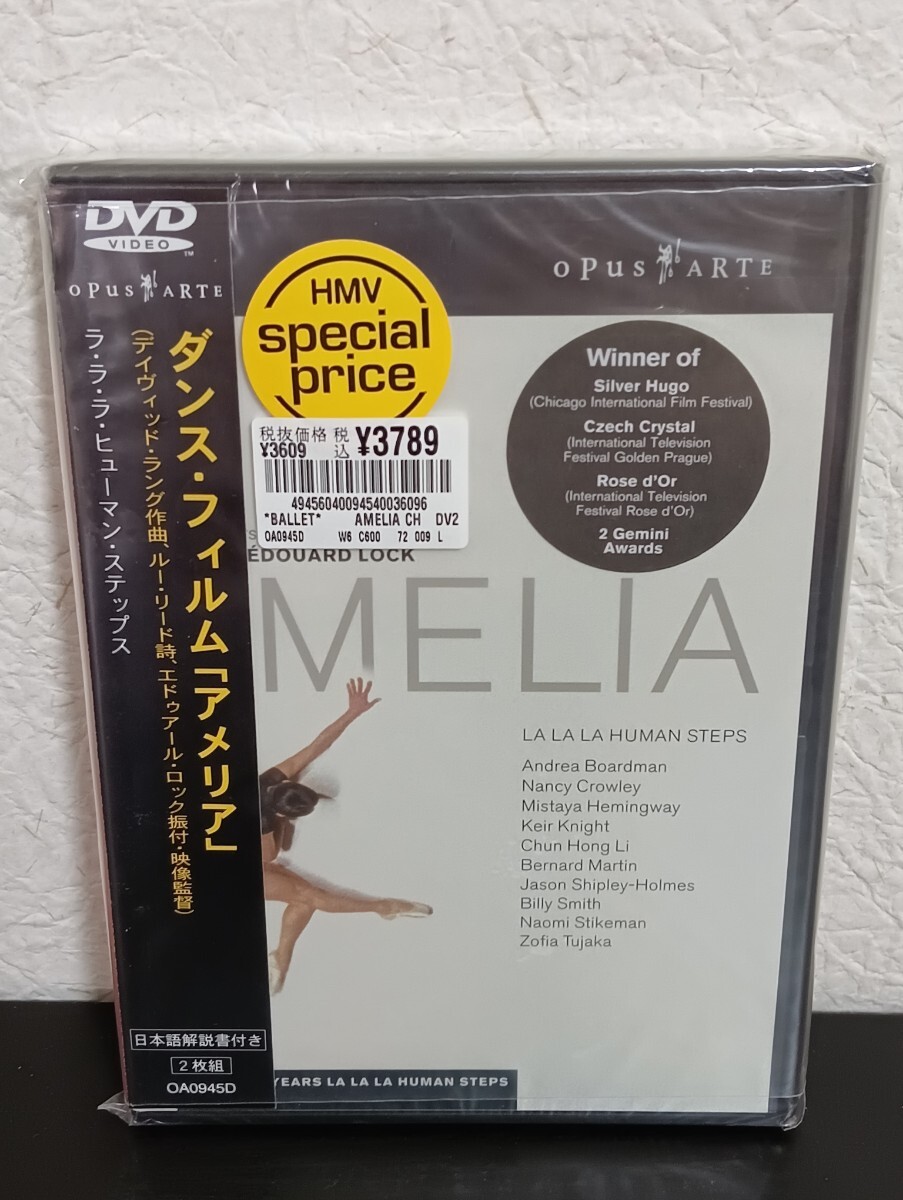 DVD
VIDEO
TM
OPUS ARTE
ダンス・フィルム「アメリア」
(デイヴィッド・ラング作曲、ルー・リード詩、エドゥアール・ロック振付・映像監督)
ラ・ラ・ラ・ヒューマン・ステップス
日本語解説書付き
2枚組
OA0945D
HMV
special
price
税抜価格 税込
¥3609 ¥3789
49456040094540036096
*BALLET* AMELIA CH DV2
OA0945D W6 C600 72 009 L
OPUS ARTE
Winner of
Silver Hugo
(Chicago International Film Festival)
Czech Crystal
(International Television
Festival Golden Prague)
Rose d'Or
(International Television
Festival Rose d'Or)
2 Gemini
Awards
ÉDOUARD LOCK
MELIA
LA LA LA HUMAN STEPS
Andrea Boardman
Nancy Crowley
Mistaya Hemingway
Keir Knight
Chun Hong Li
Bernard Martin
Jason Shipley-Holmes
Billy Smith
Naomi Stikeman
Zofia Tujaka
YEARS LA LA LA HUMAN STEPS